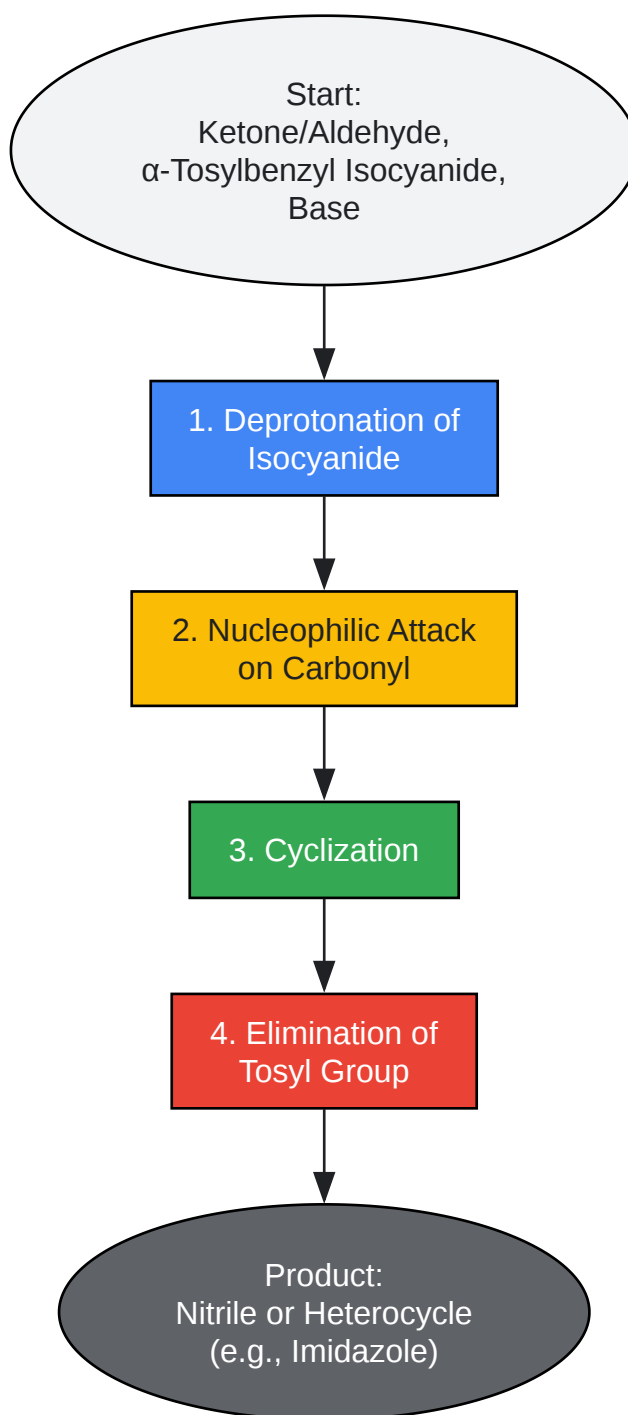 Start:
Ketone/Aldehyde,
α-Tosylbenzyl Isocyanide,
Base
1. Deprotonation of
Isocyanide
2. Nucleophilic Attack
on Carbonyl
3. Cyclization
4. Elimination of
Tosyl Group
Product:
Nitrile or Heterocycle
(e.g., Imidazole)